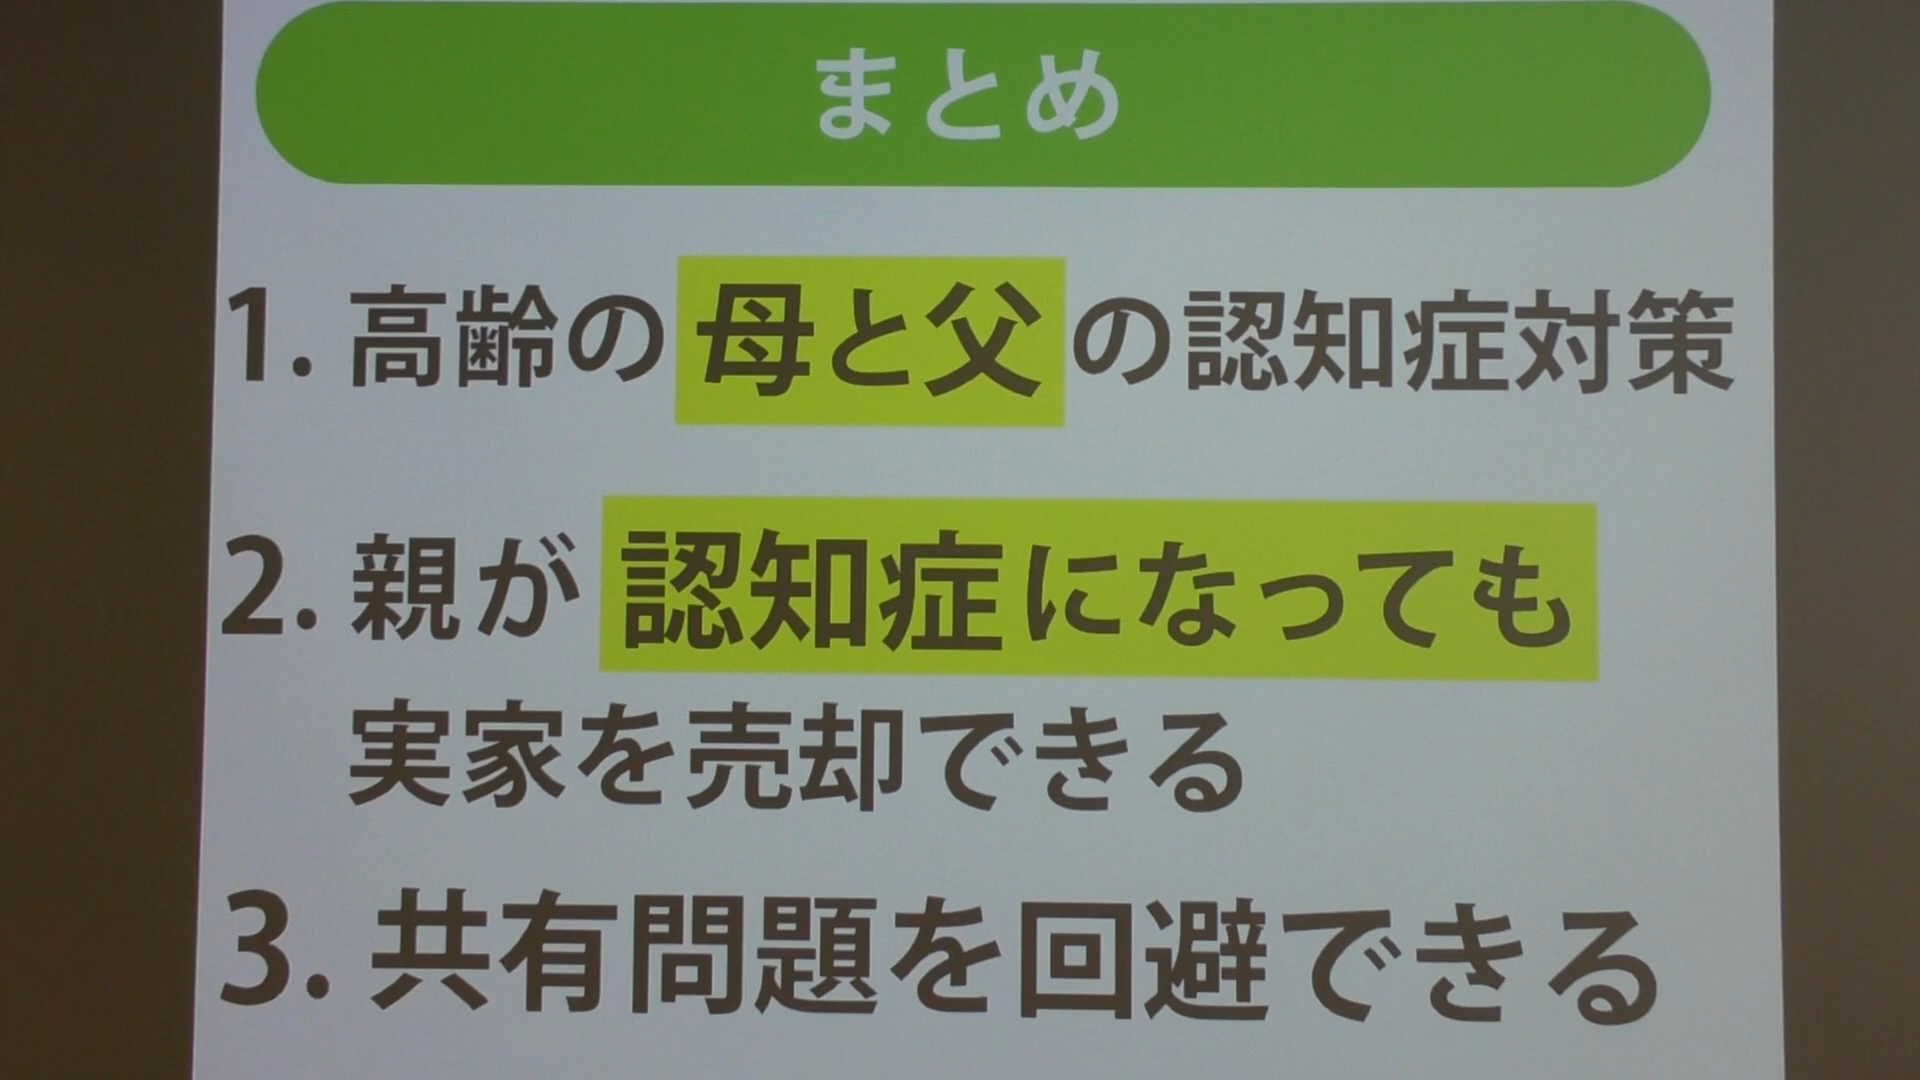 まとめ
1. 高齢の母と父の認知症対策
2. 親が認知症になっても
実家を売却できる
3. 共有問題を回避できる